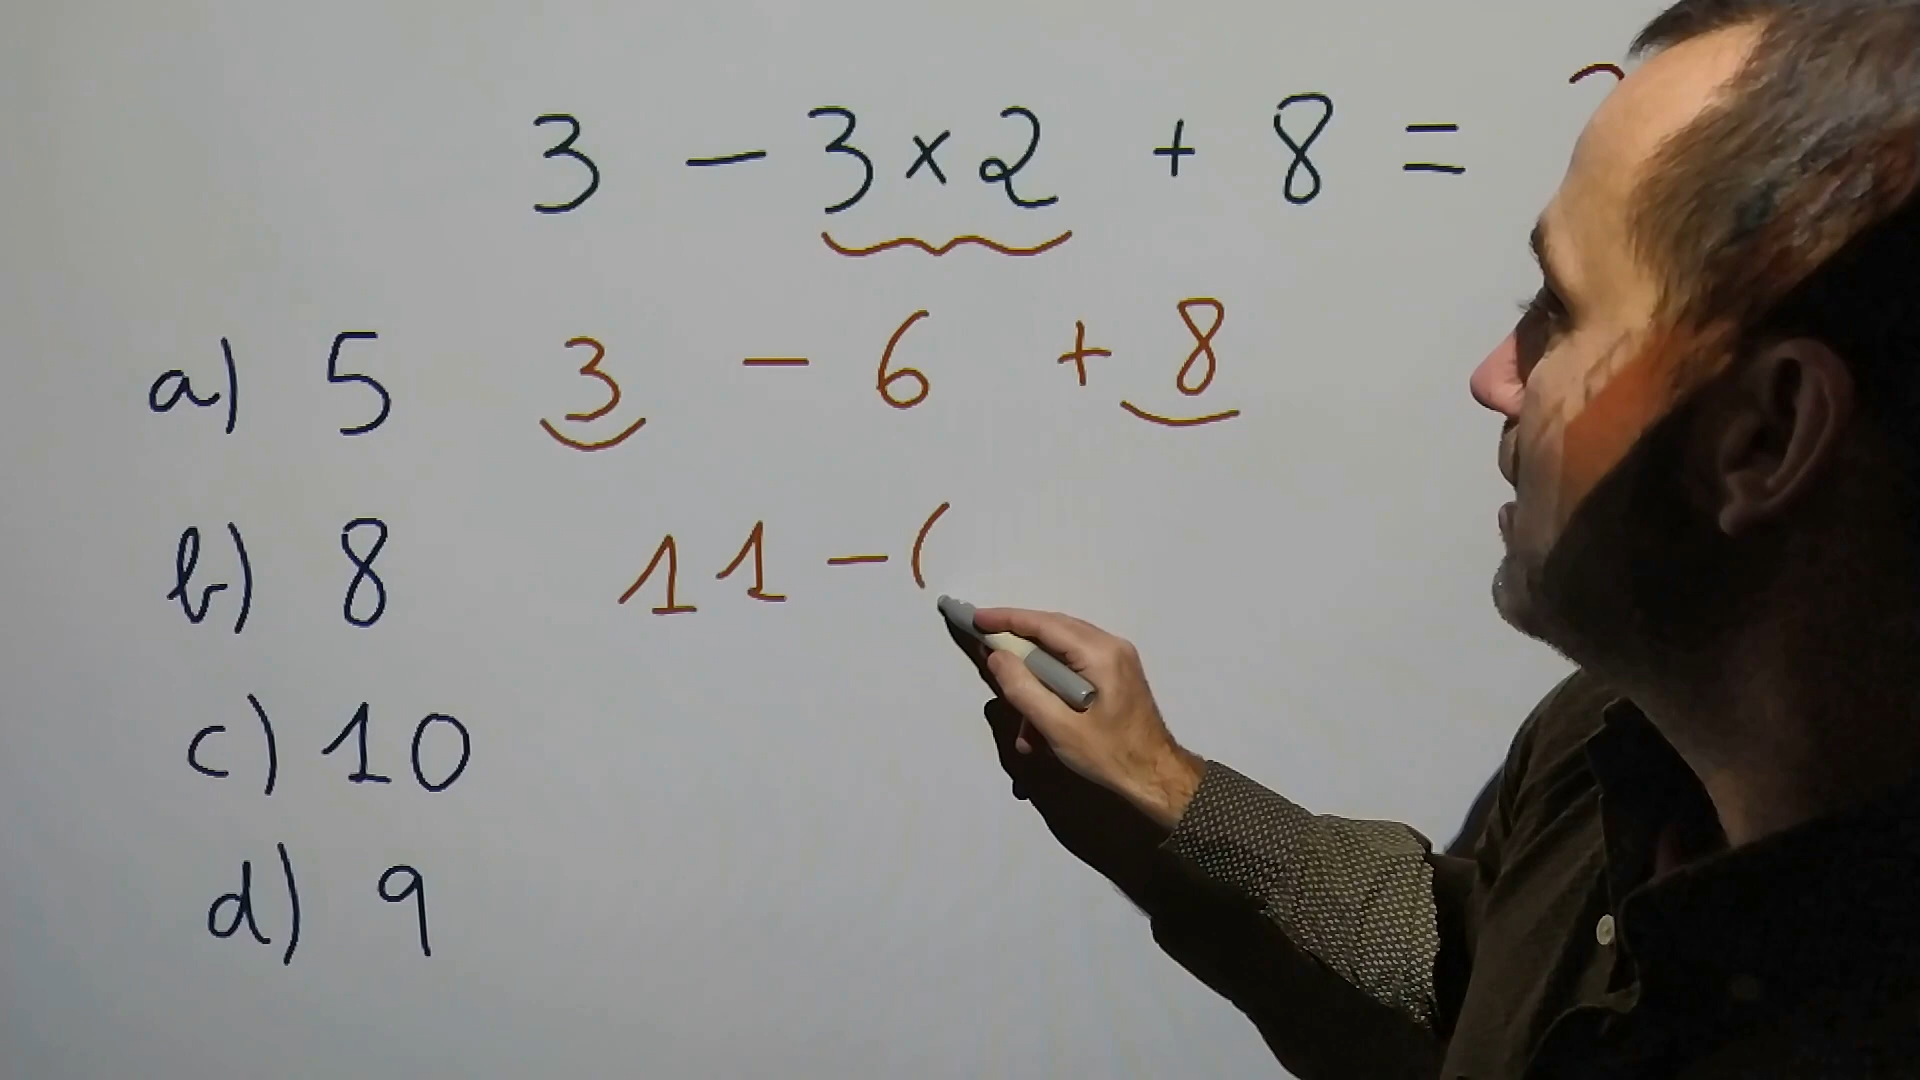 3 - 3 × 2 + 8 =
a) 5 3 - 6 + 8
b) 8 11 - (
c) 10
d) 9